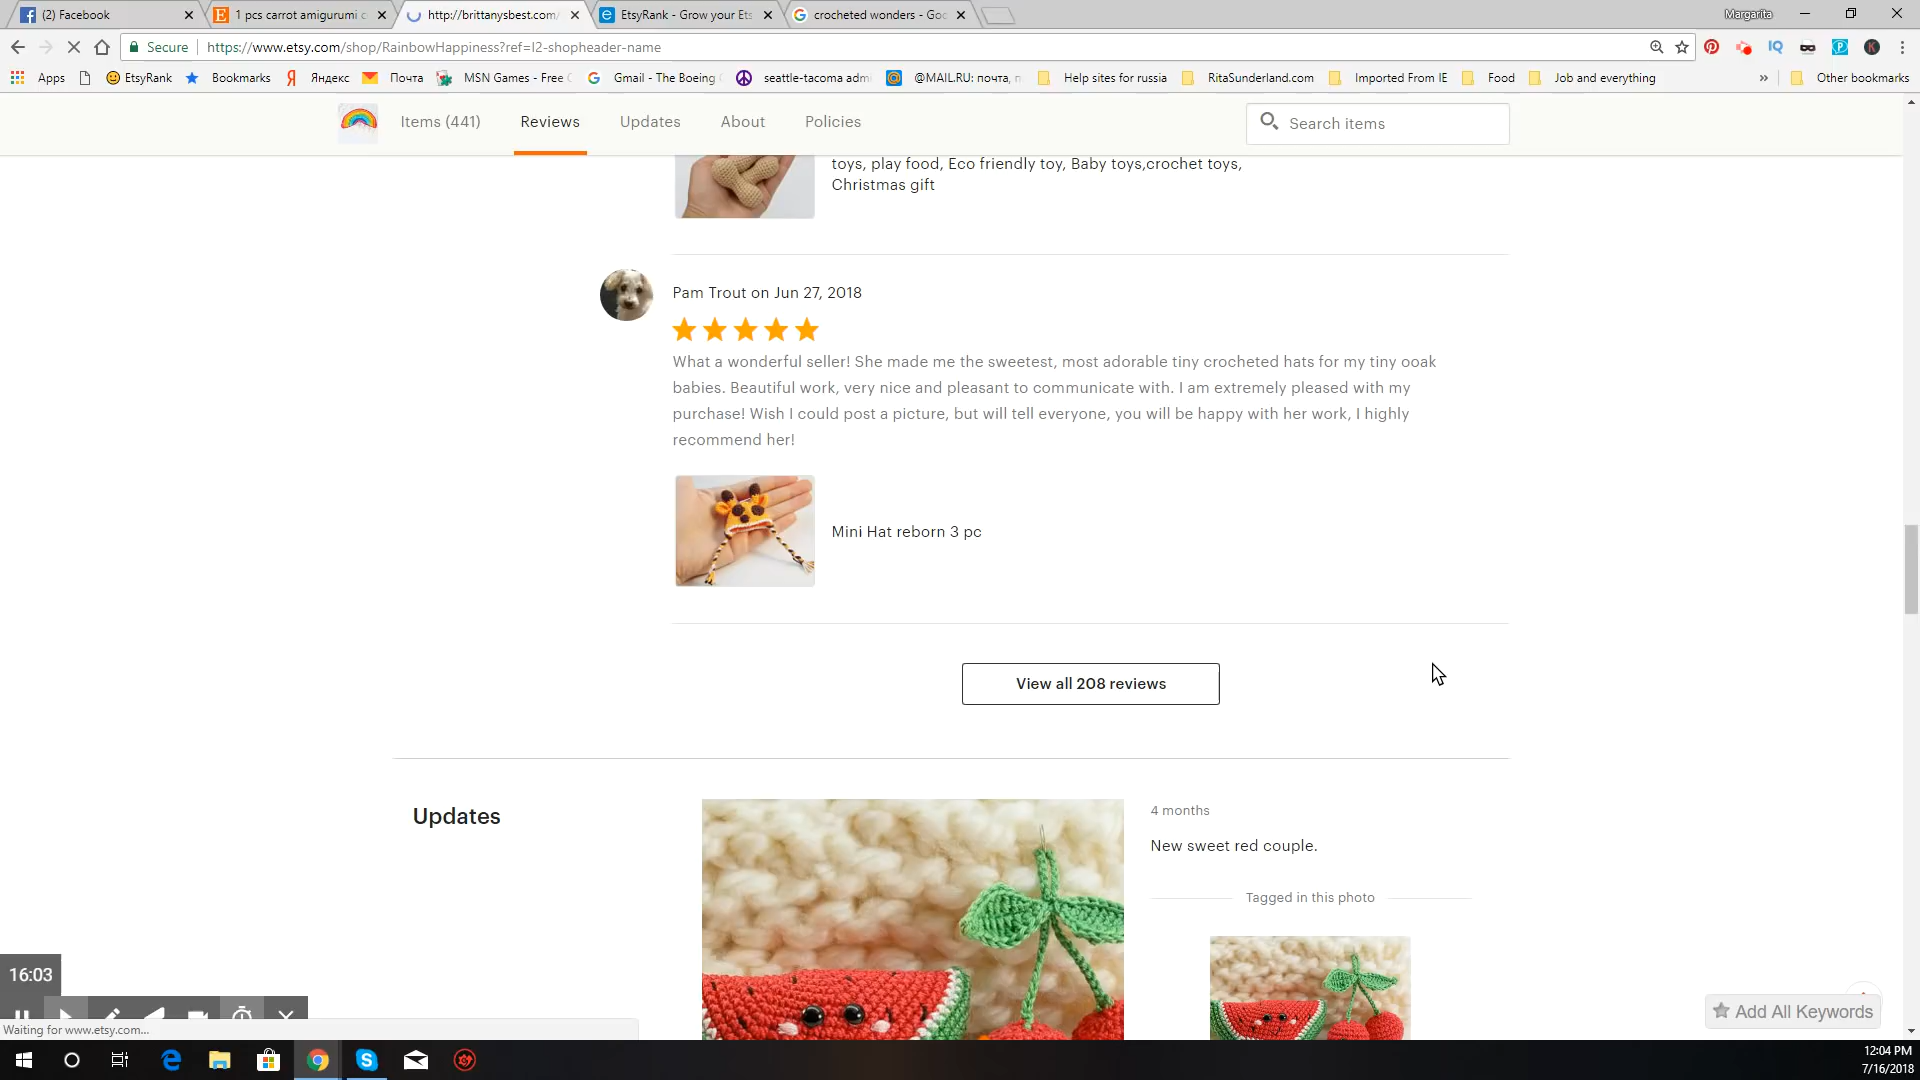 (2) Facebook
1 pcs carrot amigurumi c
http://brittanysbest.com/
EtsyRank - Grow your Ets
crocheted wonders - Goo
Margarita
Secure
https://www.etsy.com/shop/RainbowHappiness?ref=l2-shopheader-name
Apps
EtsyRank
Bookmarks
Яндекс
Почта
MSN Games - Free
Gmail - The Boeing
seattle-tacoma adm
@MAIL.RU: почта, п
Help sites for russia
RitaSunderland.com
Imported From IE
Food
Job and everything
»
Other bookmarks
Items (441)
Reviews
Updates
About
Policies
Search items
toys, play food, Eco friendly toy, Baby toys,crochet toys,
Christmas gift
Pam Trout on Jun 27, 2018
What a wonderful seller! She made me the sweetest, most adorable tiny crocheted hats for my tiny ooak
babies. Beautiful work, very nice and pleasant to communicate with. I am extremely pleased with my
purchase! Wish I could post a picture, but will tell everyone, you will be happy with her work, I highly
recommend her!
Mini Hat reborn 3 pc
View all 208 reviews
Updates
4 months
New sweet red couple.
Tagged in this photo
16:03
Add All Keywords
Waiting for www.etsy.com...
12:04 PM
7/16/2018